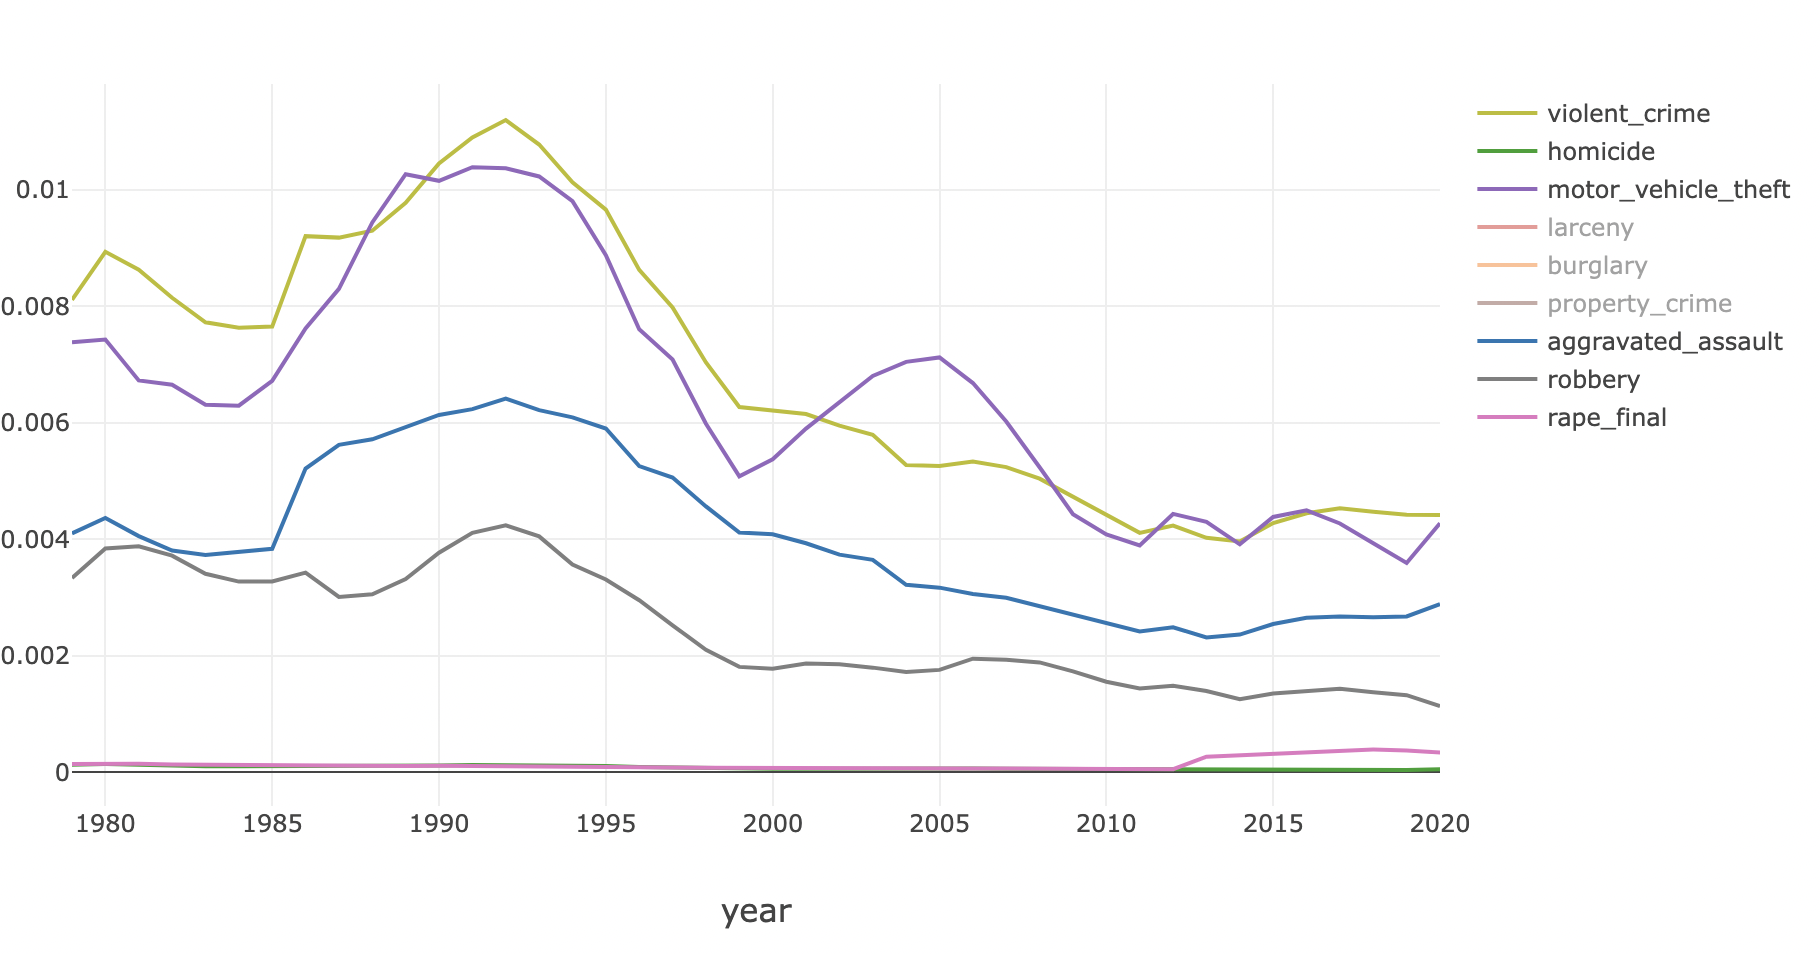 0.01
0.008
0.006
0.004
0.002
0
1980 1985 1990 1995 2000 2005 2010 2015 2020
year
violent_crime
homicide
motor_vehicle_theft
larceny
burglary
property_crime
aggravated_assault
robbery
rape_final